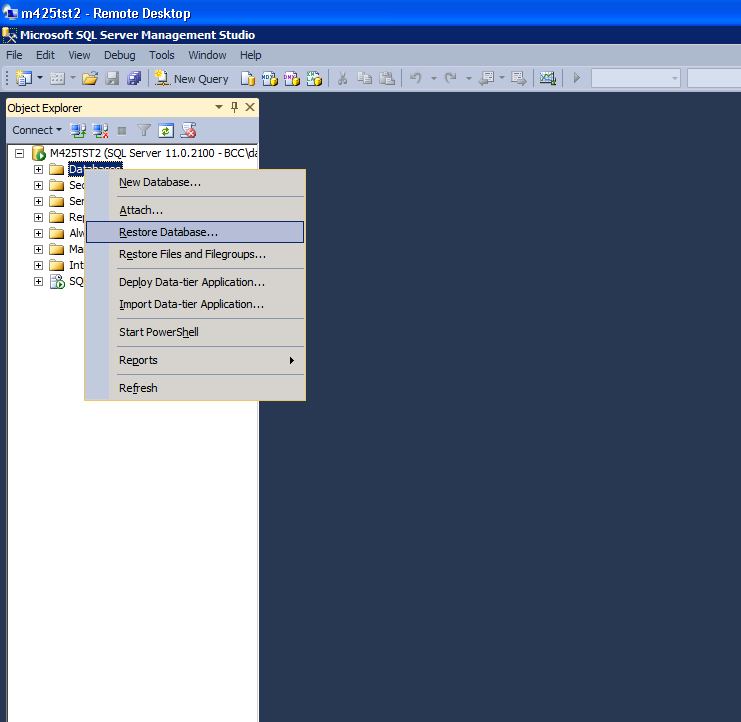 m425tst2 - Remote Desktop
Microsoft SQL Server Management Studio
File Edit View Debug Tools Window Help
New Query
Object Explorer
Connect
M425TST2 (SQL Server 11.0.2100 - BCC\da
Databases
Sec
Ser
Rep
Alw
Ma
Int
SQ
New Database...
Attach...
Restore Database...
Restore Files and Filegroups...
Deploy Data-tier Application...
Import Data-tier Application...
Start PowerShell
Reports
Refresh